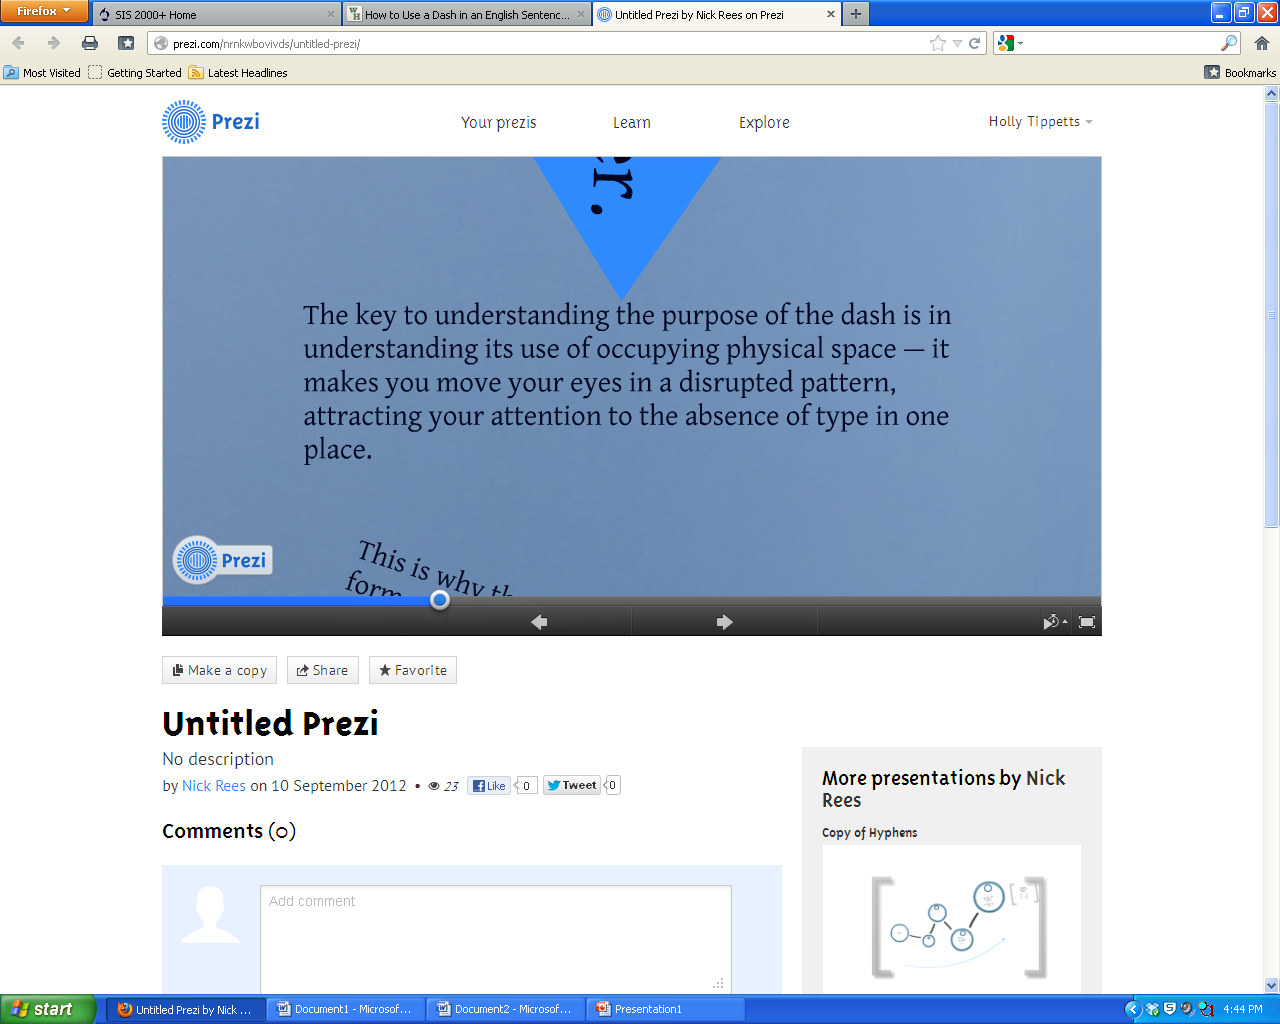 Firefox
SIS 2000+ Home
How to Use a Dash in an English Sentenc...
Untitled Prezi by Nick Rees on Prezi
prezi.com/nrnkwbovivds/untitled-prezi/
Most Visited
Getting Started
Latest Headlines
Bookmarks
Prezi
Your prezis
Learn
Explore
Holly Tippetts
er.
The key to understanding the purpose of the dash is in
understanding its use of occupying physical space — it
makes you move your eyes in a disrupted pattern,
attracting your attention to the absence of type in one
place.
Prezi
This is why th
form
Make a copy
Share
Favorite
Untitled Prezi
No description
by Nick Rees on 10 September 2012 • 23
Like
0
Tweet
0
More presentations by Nick
Rees
Comments (0)
Copy of Hyphens
Add comment
start
Untitled Prezi by Nick ...
Document1 - Microsof...
Document2 - Microsof...
Presentation1
4:44 PM